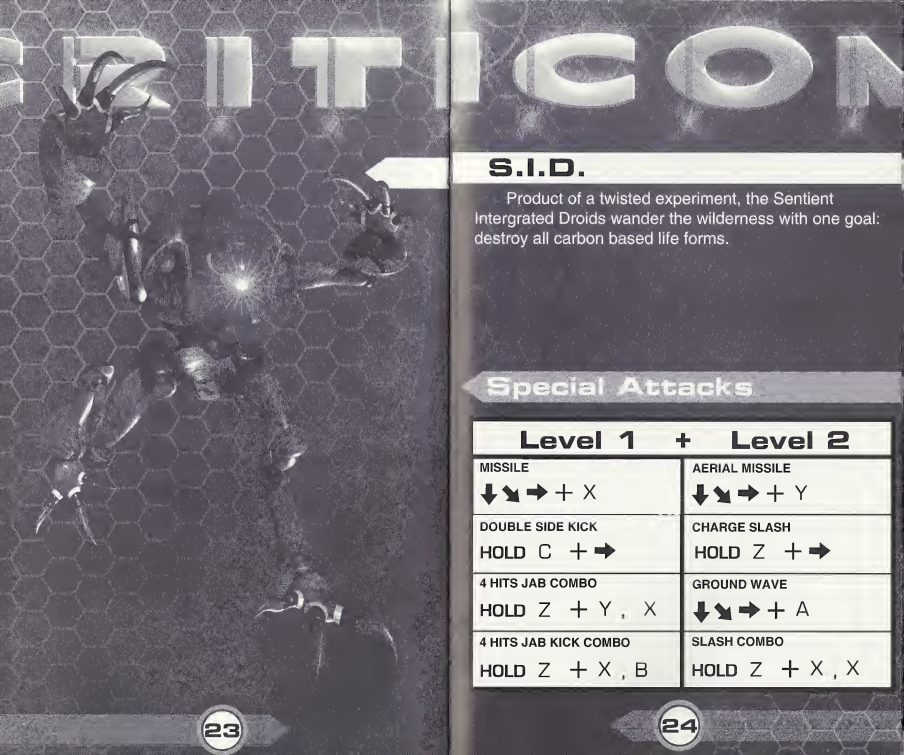 CRITICOM
S.I.D.
Product of a twisted experiment, the Sentient
Intergrated Droids wander the wilderness with one goal:
destroy all carbon based life forms.
Special Attacks
Level 1 + Level 2
MISSILE
⬇⬊➡ + X
AERIAL MISSILE
⬇⬊➡ + Y
DOUBLE SIDE KICK
HOLD C + ➡
CHARGE SLASH
HOLD Z + ➡
4 HITS JAB COMBO
HOLD Z + Y , X
GROUND WAVE
⬇⬊➡ + A
4 HITS JAB KICK COMBO
HOLD Z + X , B
SLASH COMBO
HOLD Z + X , X
23
24